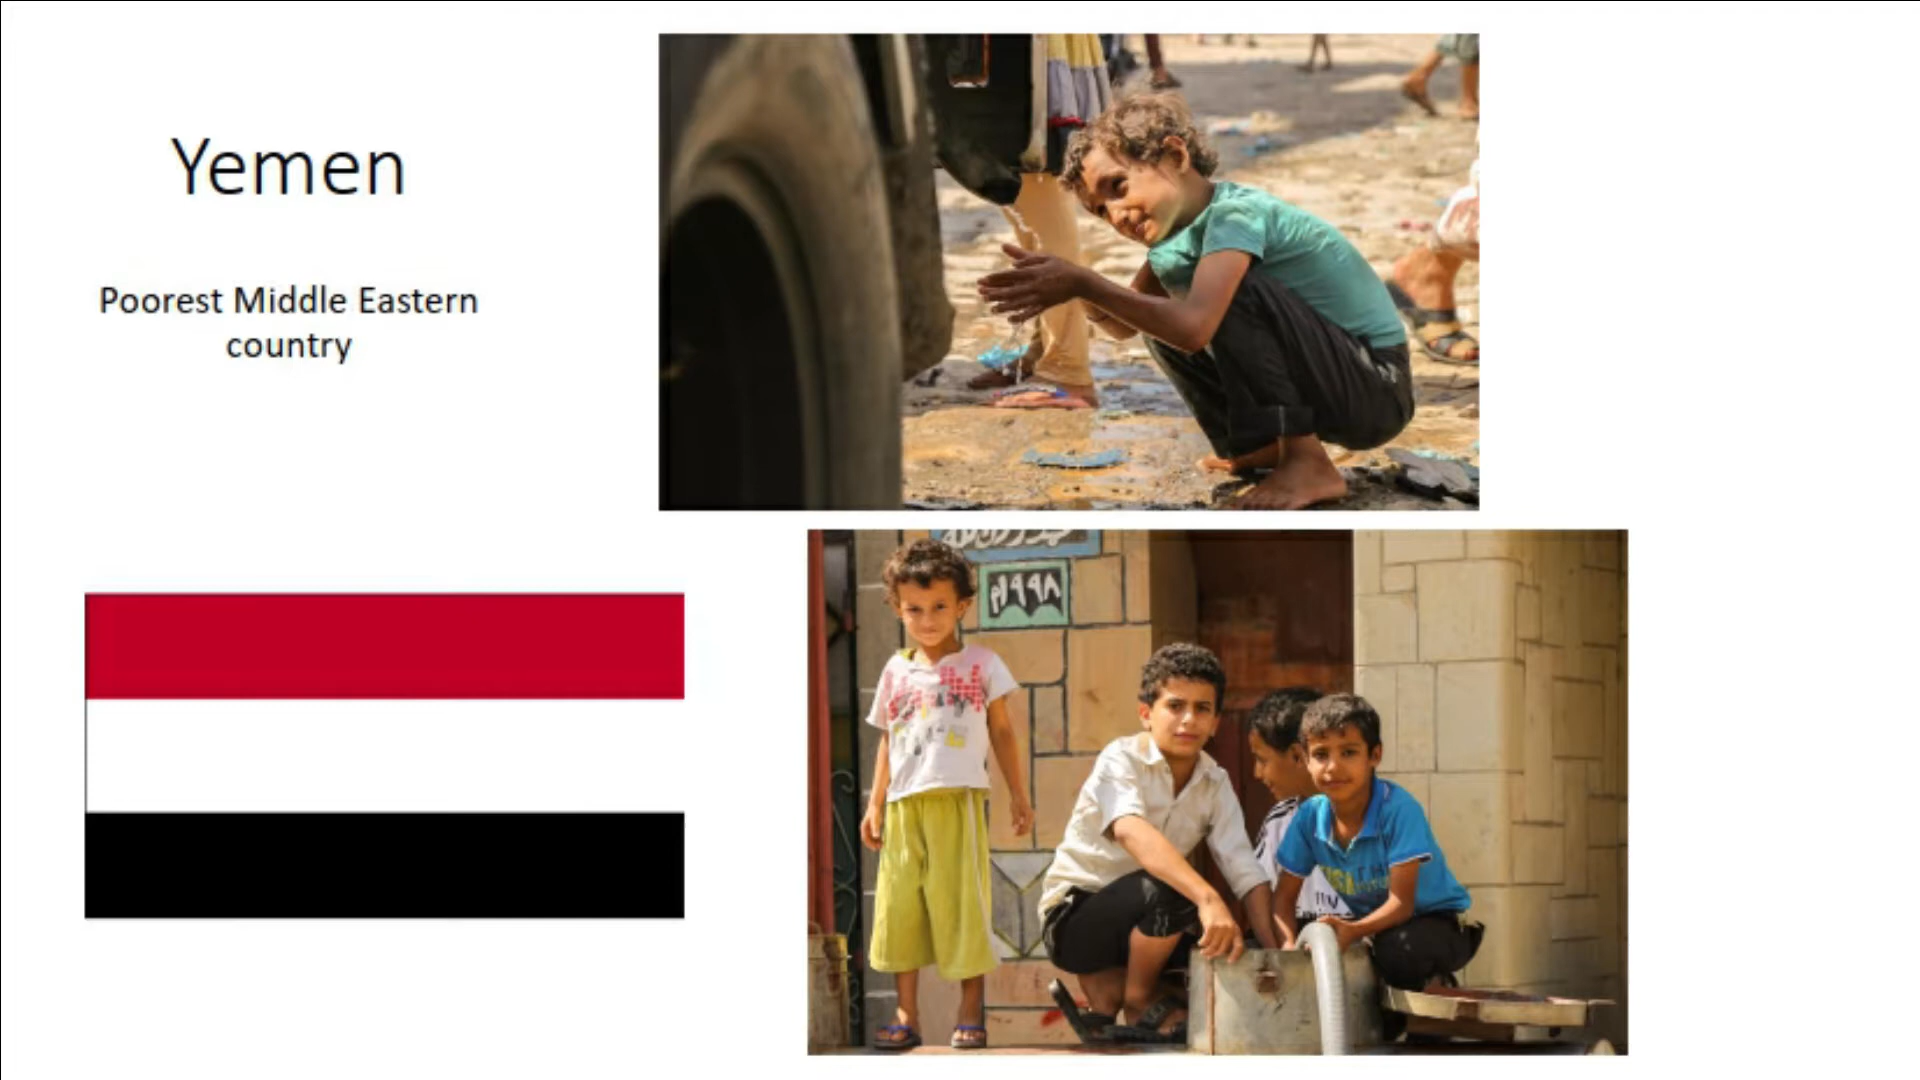 Yemen
Poorest Middle Eastern
country
١٩٩٨م